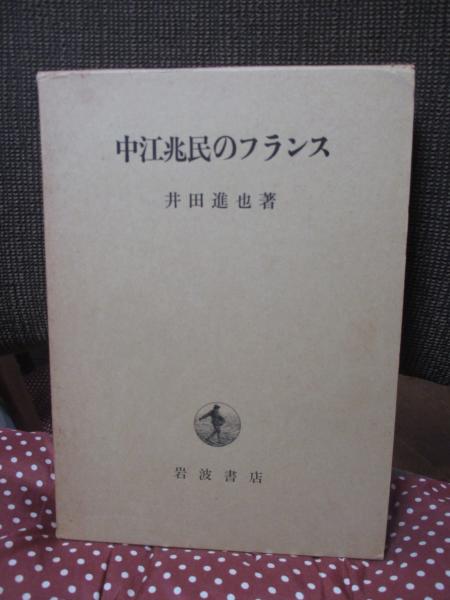 中江兆民のフランス
井田進也著
岩波書店